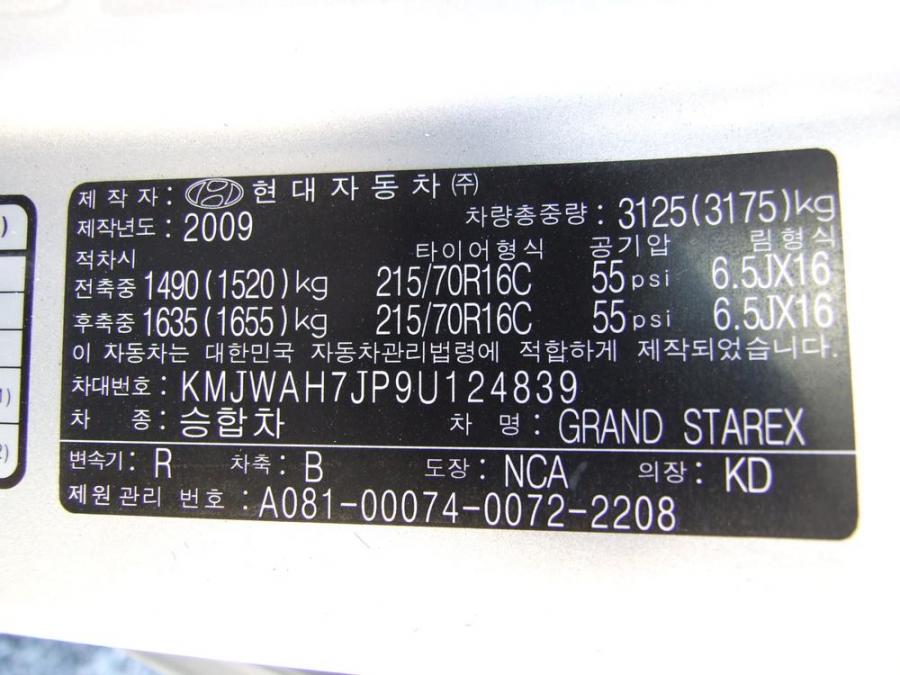 제 작 자 : 현대자동차㈜
제작년도 : 2009 차량총중량 : 3125(3175)kg
적차시 타이어형식 공기압 림형식
전축중 1490(1520)kg 215/70R16C 55psi 6.5JX16
후축중 1635(1655)kg 215/70R16C 55psi 6.5JX16
이 자동차는 대한민국 자동차관리법령에 적합하게 제작되었습니다.
차대번호 : KMJWAH7JP9U124839
차 종 : 승합차 차 명 : GRAND STAREX
변속기 : R 차축 : B 도장 : NCA 의장 : KD
제원 관리 번호 : A081-00074-0072-2208